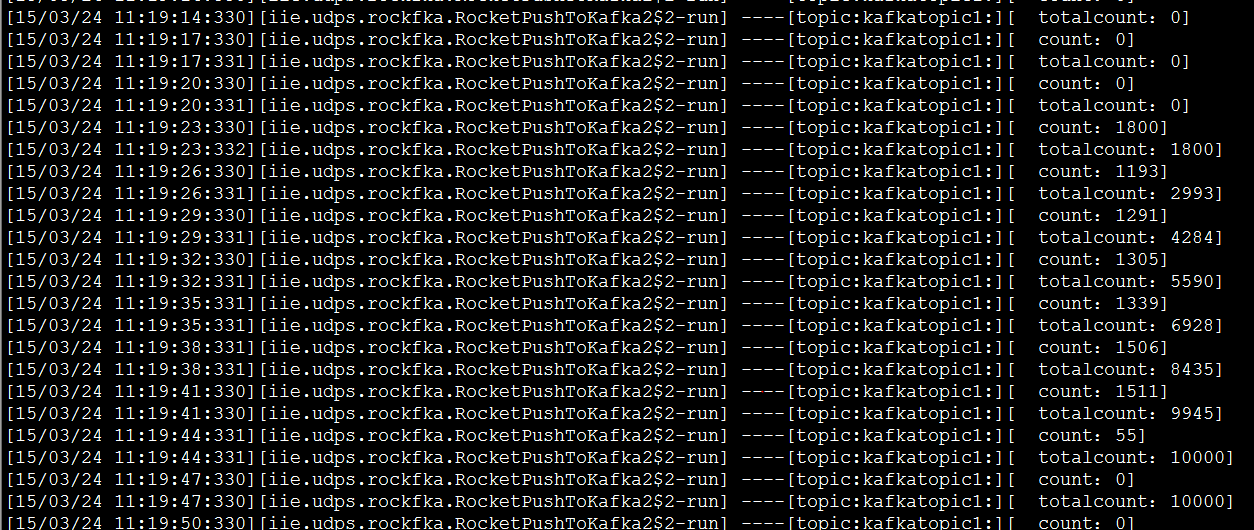 [15/03/24 11:19:14:330][iie.udps.rockfka.RocketPushToKafka2$2-run] ----[topic:kafkatopic1:][  totalcount: 0]
[15/03/24 11:19:17:330][iie.udps.rockfka.RocketPushToKafka2$2-run] ----[topic:kafkatopic1:][  count: 0]
[15/03/24 11:19:17:331][iie.udps.rockfka.RocketPushToKafka2$2-run] ----[topic:kafkatopic1:][  totalcount: 0]
[15/03/24 11:19:20:330][iie.udps.rockfka.RocketPushToKafka2$2-run] ----[topic:kafkatopic1:][  count: 0]
[15/03/24 11:19:20:331][iie.udps.rockfka.RocketPushToKafka2$2-run] ----[topic:kafkatopic1:][  totalcount: 0]
[15/03/24 11:19:23:330][iie.udps.rockfka.RocketPushToKafka2$2-run] ----[topic:kafkatopic1:][  count: 1800]
[15/03/24 11:19:23:332][iie.udps.rockfka.RocketPushToKafka2$2-run] ----[topic:kafkatopic1:][  totalcount: 1800]
[15/03/24 11:19:26:330][iie.udps.rockfka.RocketPushToKafka2$2-run] ----[topic:kafkatopic1:][  count: 1193]
[15/03/24 11:19:26:331][iie.udps.rockfka.RocketPushToKafka2$2-run] ----[topic:kafkatopic1:][  totalcount: 2993]
[15/03/24 11:19:29:330][iie.udps.rockfka.RocketPushToKafka2$2-run] ----[topic:kafkatopic1:][  count: 1291]
[15/03/24 11:19:29:331][iie.udps.rockfka.RocketPushToKafka2$2-run] ----[topic:kafkatopic1:][  totalcount: 4284]
[15/03/24 11:19:32:330][iie.udps.rockfka.RocketPushToKafka2$2-run] ----[topic:kafkatopic1:][  count: 1305]
[15/03/24 11:19:32:331][iie.udps.rockfka.RocketPushToKafka2$2-run] ----[topic:kafkatopic1:][  totalcount: 5590]
[15/03/24 11:19:35:331][iie.udps.rockfka.RocketPushToKafka2$2-run] ----[topic:kafkatopic1:][  count: 1339]
[15/03/24 11:19:35:331][iie.udps.rockfka.RocketPushToKafka2$2-run] ----[topic:kafkatopic1:][  totalcount: 6928]
[15/03/24 11:19:38:331][iie.udps.rockfka.RocketPushToKafka2$2-run] ----[topic:kafkatopic1:][  count: 1506]
[15/03/24 11:19:38:331][iie.udps.rockfka.RocketPushToKafka2$2-run] ----[topic:kafkatopic1:][  totalcount: 8435]
[15/03/24 11:19:41:330][iie.udps.rockfka.RocketPushToKafka2$2-run] ----[topic:kafkatopic1:][  count: 1511]
[15/03/24 11:19:41:330][iie.udps.rockfka.RocketPushToKafka2$2-run] ----[topic:kafkatopic1:][  totalcount: 9945]
[15/03/24 11:19:44:331][iie.udps.rockfka.RocketPushToKafka2$2-run] ----[topic:kafkatopic1:][  count: 55]
[15/03/24 11:19:44:331][iie.udps.rockfka.RocketPushToKafka2$2-run] ----[topic:kafkatopic1:][  totalcount: 10000]
[15/03/24 11:19:47:330][iie.udps.rockfka.RocketPushToKafka2$2-run] ----[topic:kafkatopic1:][  count: 0]
[15/03/24 11:19:47:330][iie.udps.rockfka.RocketPushToKafka2$2-run] ----[topic:kafkatopic1:][  totalcount: 10000]
[15/03/24 11:19:50:330][iie.udps.rockfka.RocketPushToKafka2$2-run] ----[topic:kafkatopic1:][  count: 0]